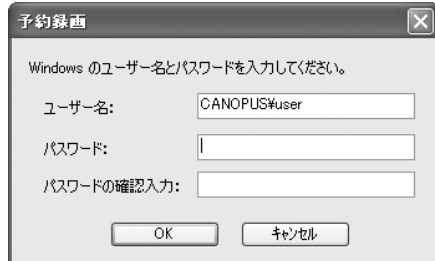 予約録画
Windows のユーザー名とパスワードを入力してください。
ユーザー名: CANOPUS¥user
パスワード:
パスワードの確認入力:
OK キャンセル